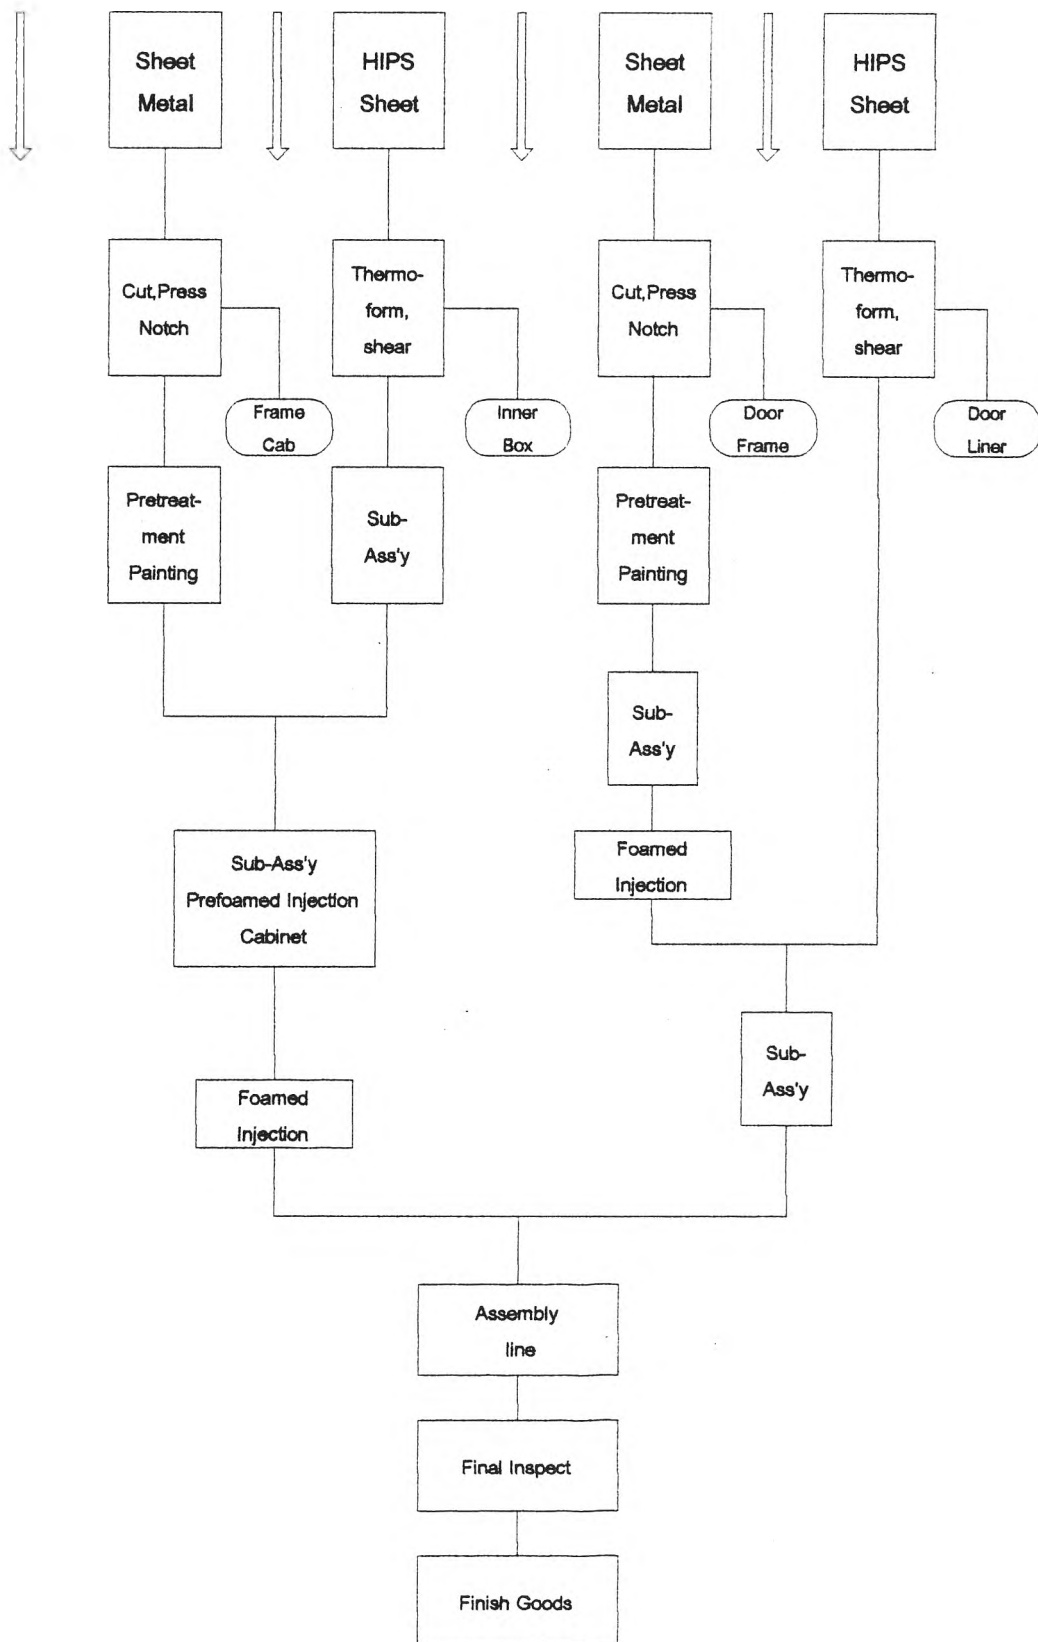 Sheet
Metal
HIPS
Sheet
Sheet
Metal
HIPS
Sheet
Cut,Press
Notch
Thermo-
form,
shear
Cut,Press
Notch
Thermo-
form,
shear
Frame
Cab
Inner
Box
Door
Frame
Door
Liner
Pretreat-
ment
Painting
Sub-
Ass'y
Pretreat-
ment
Painting
Sub-
Ass'y
Sub-Ass'y
Prefoamed Injection
Cabinet
Foamed
Injection
Sub-
Ass'y
Foamed
Injection
Assembly
line
Final Inspect
Finish Goods